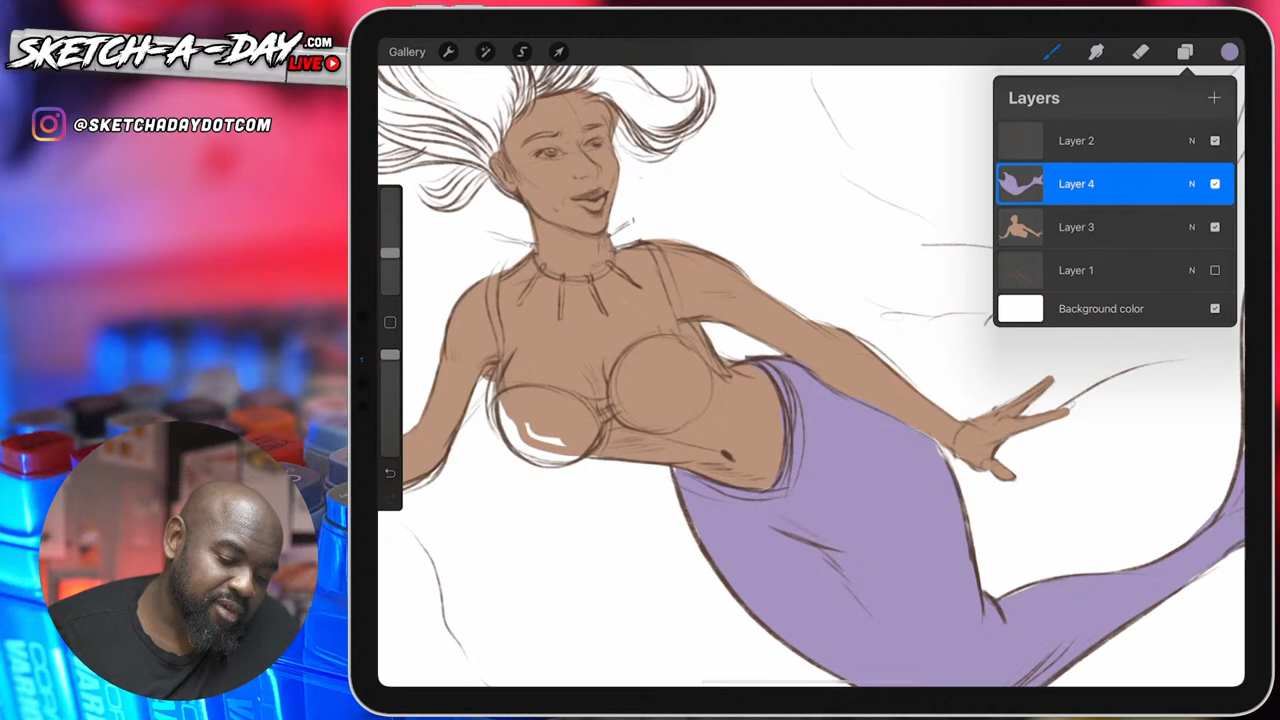 SKETCH-A-DAY.COM
LIVE
@SKETCHADAYDOTCOM
Gallery
Layers
Layer 2 N
Layer 4 N
Layer 3 N
Layer 1 N
Background color